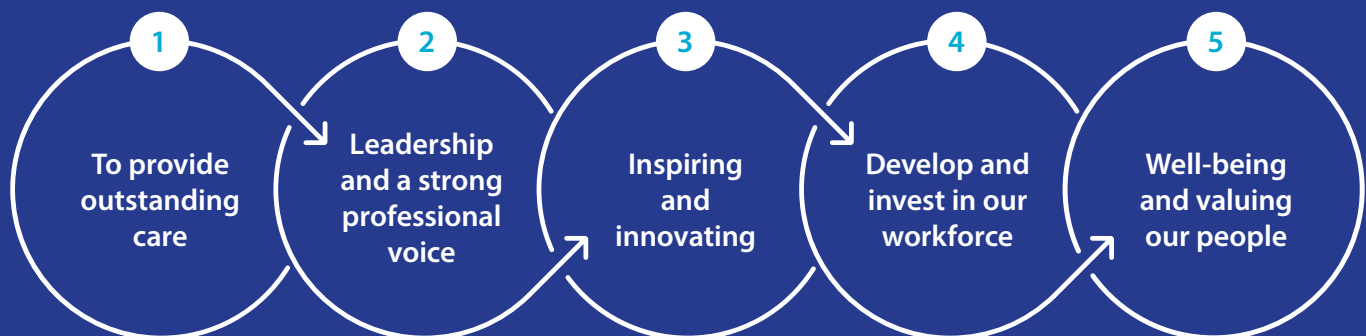 1
To provide
outstanding
care
2
Leadership
and a strong
professional
voice
3
Inspiring
and
innovating
4
Develop and
invest in our
workforce
5
Well-being
and valuing
our people